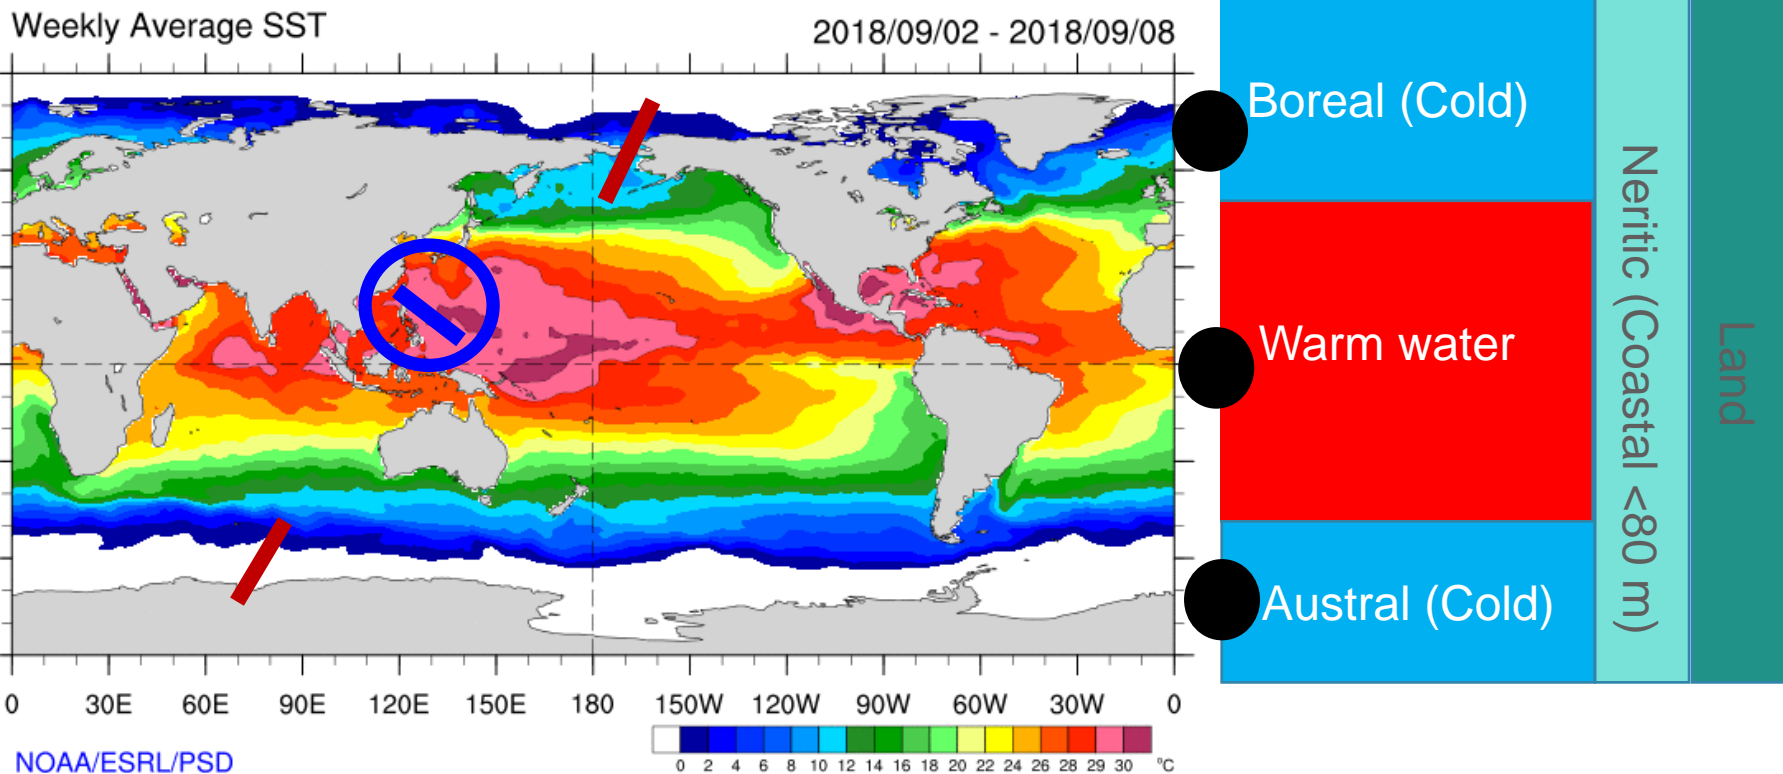 Weekly Average SST
2018/09/02 - 2018/09/08
Boreal (Cold)
Warm water
Austral (Cold)
Neritic (Coastal <80 m)
Land
0 30E 60E 90E 120E 150E 180 150W 120W 90W 60W 30W 0
0 2 4 6 8 10 12 14 16 18 20 22 24 26 28 29 30 °C
NOAA/ESRL/PSD